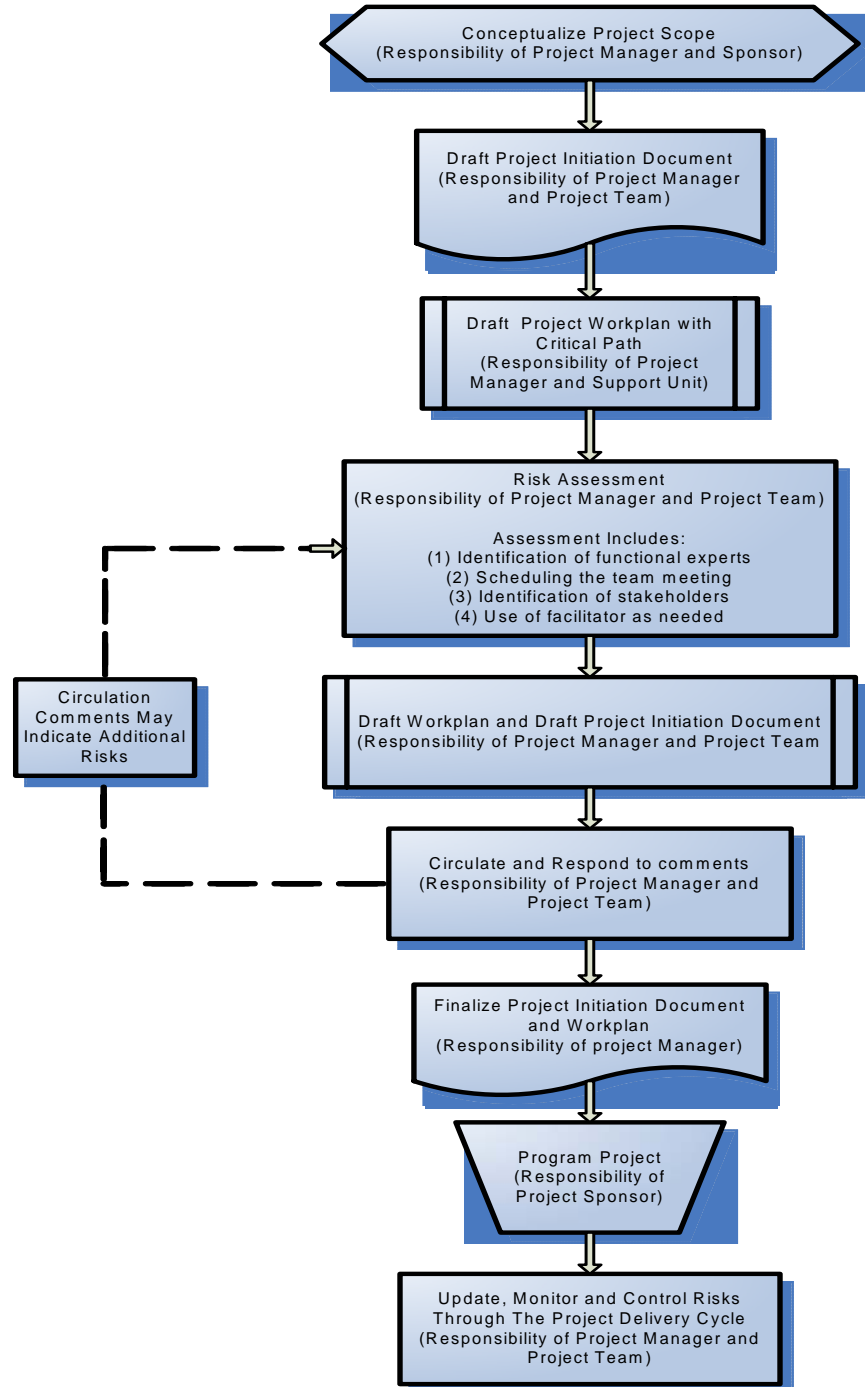 Conceptualize Project Scope
(Responsibility of Project Manager and Sponsor)
Draft Project Initiation Document
(Responsibility of Project Manager
and Project Team)
Draft Project Workplan with
Critical Path
(Responsibility of Project
Manager and Support Unit)
Risk Assessment
(Responsibility of Project Manager and Project Team)
Assessment Includes:
(1) Identification of functional experts
(2) Scheduling the team meeting
(3) Identification of stakeholders
(4) Use of facilitator as needed
Circulation
Comments May
Indicate Additional
Risks
Draft Workplan and Draft Project Initiation Document
(Responsibility of Project Manager and Project Team
Circulate and Respond to comments
(Responsibility of Project Manager and
Project Team)
Finalize Project Initiation Document
and Workplan
(Responsibility of project Manager)
Program Project
(Responsibility of
Project Sponsor)
Update, Monitor and Control Risks
Through The Project Delivery Cycle
(Responsibility of Project Manager and
Project Team)